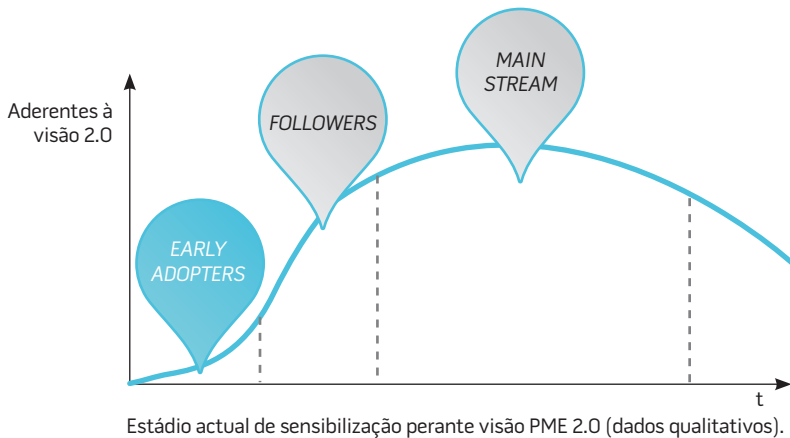 Aderentes à
visão 2.0
EARLY
ADOPTERS
FOLLOWERS
MAIN
STREAM
t
Estádio actual de sensibilização perante visão PME 2.0 (dados qualitativos).